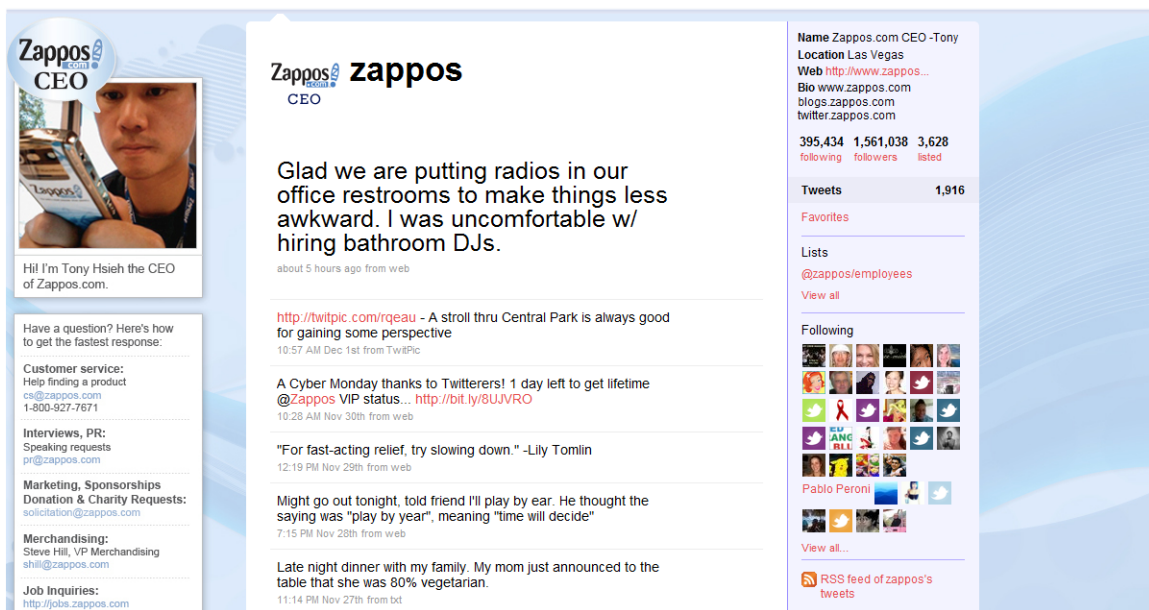 Zappos
.com
CEO
Zappos
Hi! I'm Tony Hsieh the CEO
of Zappos.com.
Have a question? Here's how
to get the fastest response:
Customer service:
Help finding a product
cs@zappos.com
1-800-927-7671
Interviews, PR:
Speaking requests
pr@zappos.com
Marketing, Sponsorships
Donation & Charity Requests:
solicitation@zappos.com
Merchandising:
Steve Hill, VP Merchandising
shill@zappos.com
Job Inquiries:
http://jobs.zappos.com
Zappos
.com
CEO
zappos
Glad we are putting radios in our
office restrooms to make things less
awkward. I was uncomfortable w/
hiring bathroom DJs.
about 5 hours ago from web
http://twitpic.com/rqeau - A stroll thru Central Park is always good
for gaining some perspective
10:57 AM Dec 1st from TwitPic
A Cyber Monday thanks to Twitterers! 1 day left to get lifetime
@Zappos VIP status... http://bit.ly/8UJVRO
10:28 AM Nov 30th from web
"For fast-acting relief, try slowing down." -Lily Tomlin
12:19 PM Nov 29th from web
Might go out tonight, told friend I'll play by ear. He thought the
saying was "play by year", meaning "time will decide"
7:15 PM Nov 28th from web
Late night dinner with my family. My mom just announced to the
table that she was 80% vegetarian.
11:14 PM Nov 27th from txt
Name Zappos.com CEO -Tony
Location Las Vegas
Web http://www.zappos...
Bio www.zappos.com
blogs.zappos.com
twitter.zappos.com
395,434 1,561,038 3,628
following followers listed
Tweets 1,916
Favorites
Lists
@zappos/employees
View all
Following
Pablo Peroni
View all...
RSS feed of zappos's
tweets